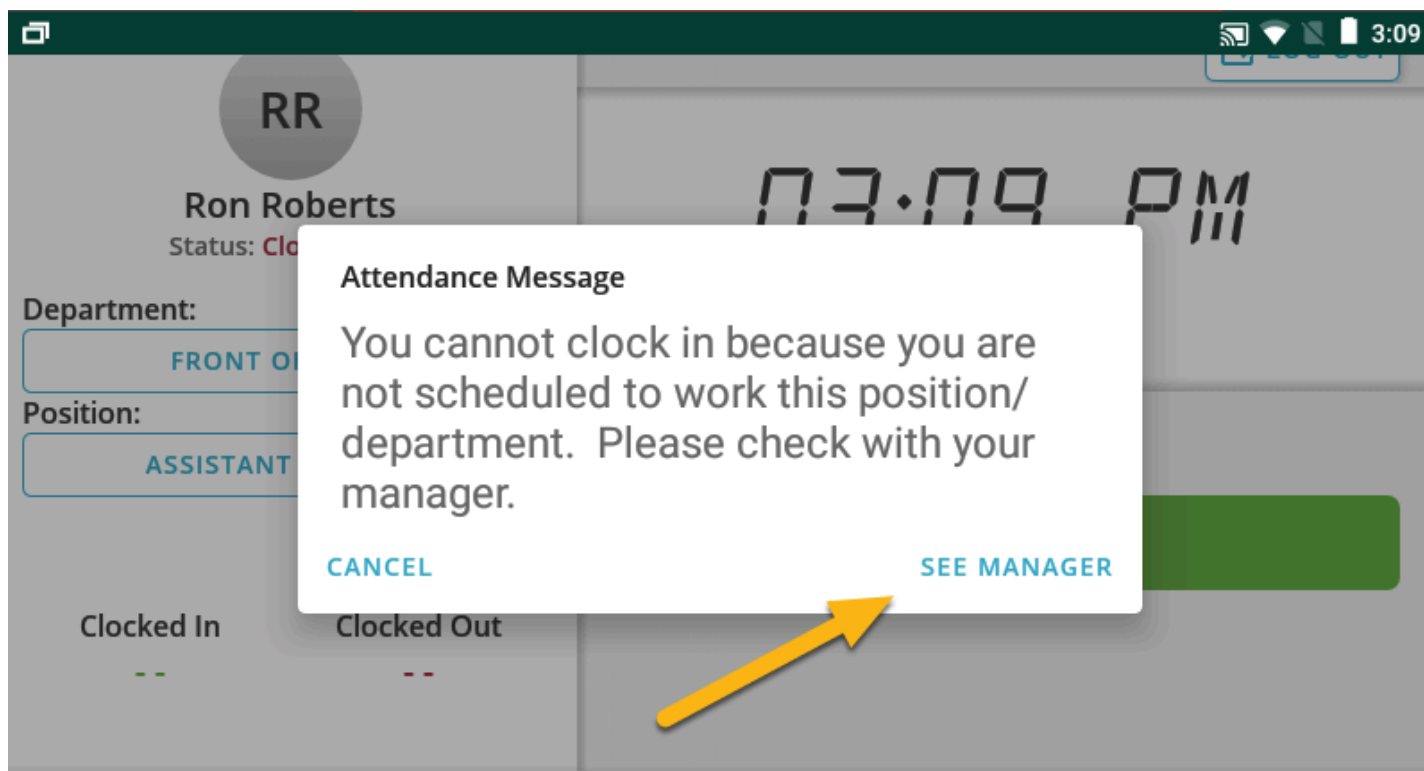 3:09
LOG OUT
RR
03:09 PM
Ron Roberts
Status: Clo
Attendance Message
Department:
You cannot clock in because you are
FRONT
not scheduled to work this position/
Position:
department. Please check with your
ASSISTANT
manager.
CANCEL SEE MANAGER
Clocked In Clocked Out
-- --